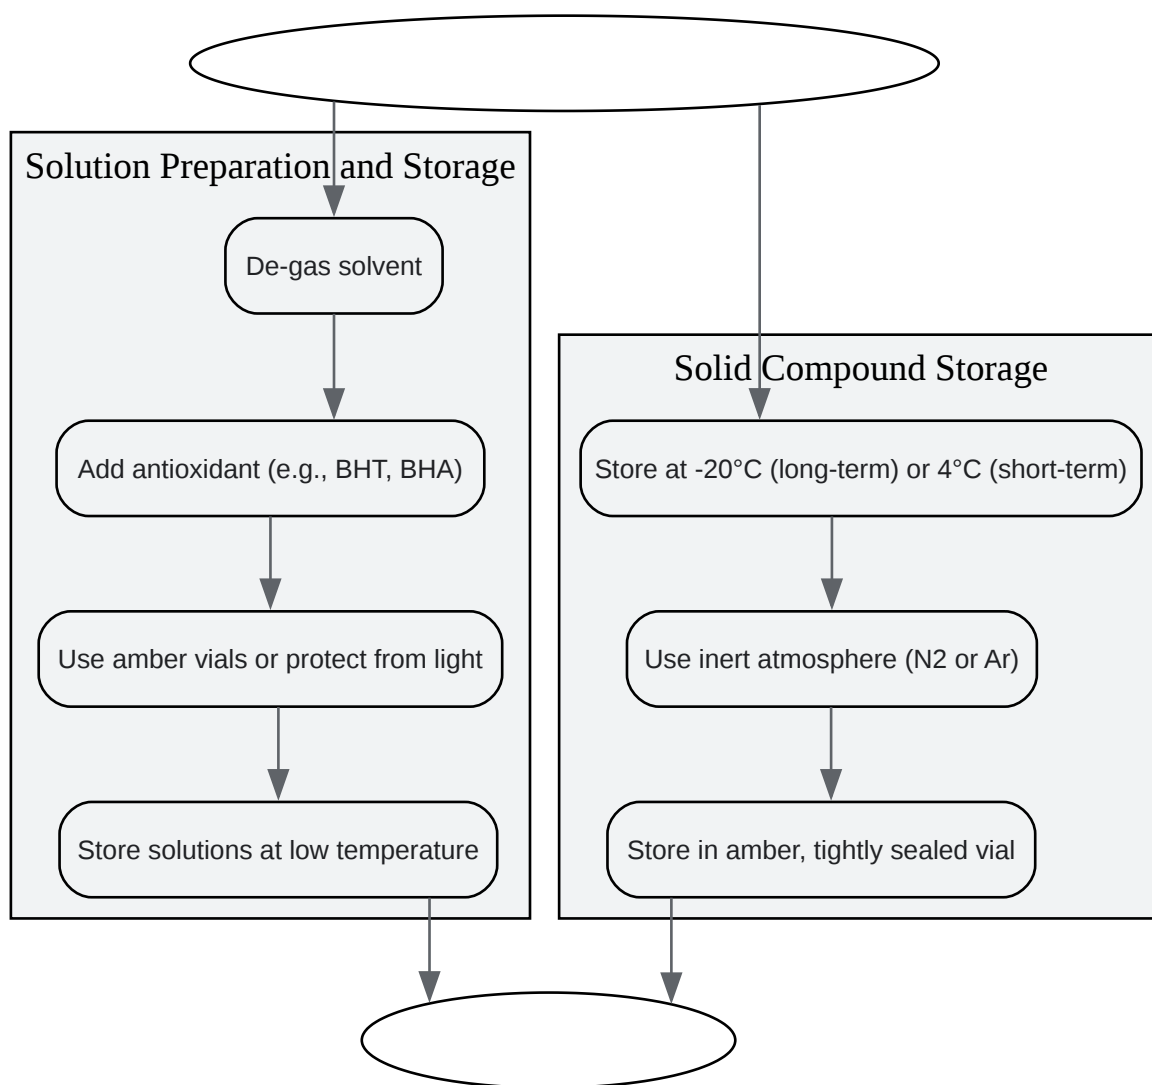 Solution Preparation and Storage
De-gas solvent
Add antioxidant (e.g., BHT, BHA)
Use amber vials or protect from light
Store solutions at low temperature
Solid Compound Storage
Store at -20°C (long-term) or 4°C (short-term)
Use inert atmosphere (N2 or Ar)
Store in amber, tightly sealed vial